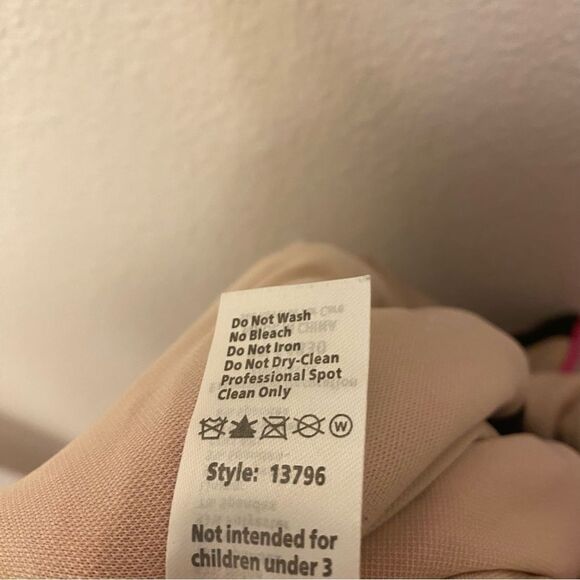 Do Not Wash
No Bleach
Do Not Iron
Do Not Dry-Clean
Professional Spot
Clean Only
W
Style: 13796
Not intended for
children under 3